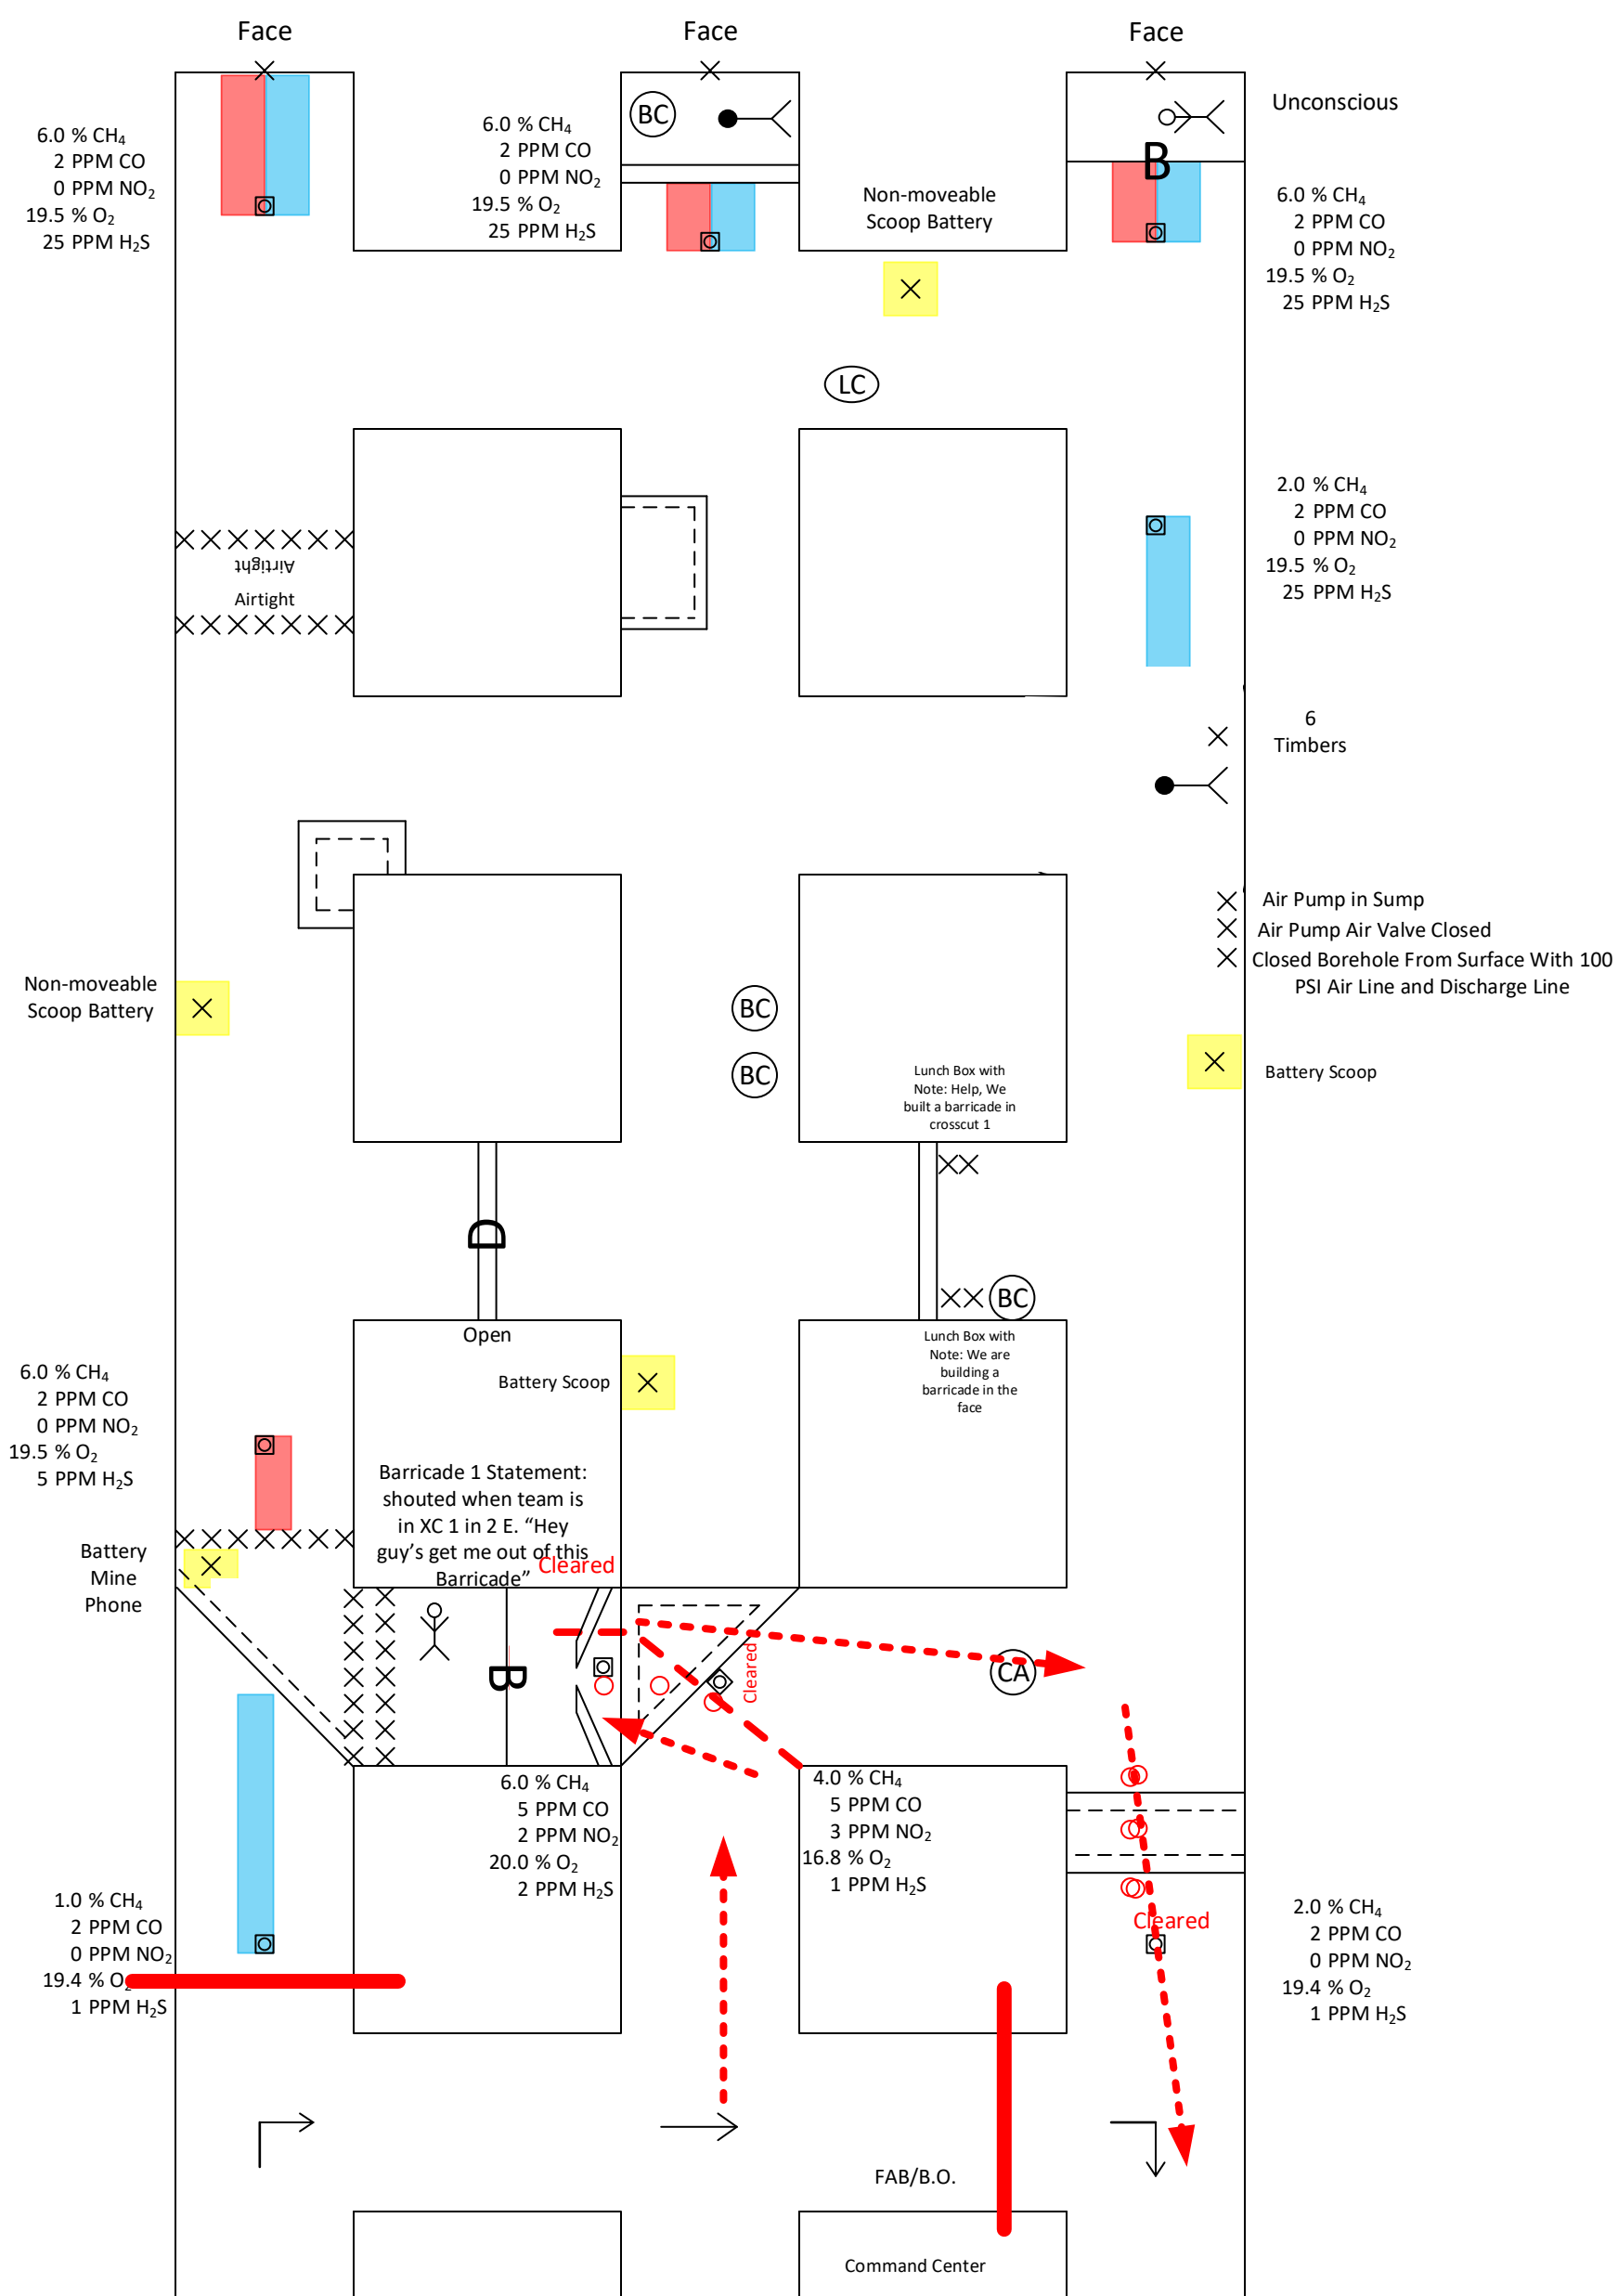 Face
Face
Face
Unconscious
6.0 % CH₄
2 PPM CO
0 PPM NO₂
19.5 % O₂
25 PPM H₂S
BC
6.0 % CH₄
2 PPM CO
0 PPM NO₂
19.5 % O₂
25 PPM H₂S
B
Non-moveable
Scoop Battery
6.0 % CH₄
2 PPM CO
0 PPM NO₂
19.5 % O₂
25 PPM H₂S
LC
Airtight
Airtight
2.0 % CH₄
2 PPM CO
0 PPM NO₂
19.5 % O₂
25 PPM H₂S
6
Timbers
Air Pump in Sump
Air Pump Air Valve Closed
Closed Borehole From Surface With 100
PSI Air Line and Discharge Line
Non-moveable
Scoop Battery
BC
BC
Battery Scoop
Lunch Box with
Note: Help, We
built a barricade in
crosscut 1
D
BC
Open
Battery Scoop
Lunch Box with
Note: We are
building a
barricade in the
face
6.0 % CH₄
2 PPM CO
0 PPM NO₂
19.5 % O₂
5 PPM H₂S
Barricade 1 Statement:
shouted when team is
in XC 1 in 2 E. “Hey
guy’s get me out of this
Barricade”
Cleared
Battery
Mine
Phone
B
Cleared
CA
6.0 % CH₄
5 PPM CO
2 PPM NO₂
20.0 % O₂
2 PPM H₂S
4.0 % CH₄
5 PPM CO
3 PPM NO₂
16.8 % O₂
1 PPM H₂S
Cleared
1.0 % CH₄
2 PPM CO
0 PPM NO₂
19.4 % O₂
1 PPM H₂S
2.0 % CH₄
2 PPM CO
0 PPM NO₂
19.4 % O₂
1 PPM H₂S
FAB/B.O.
Command Center